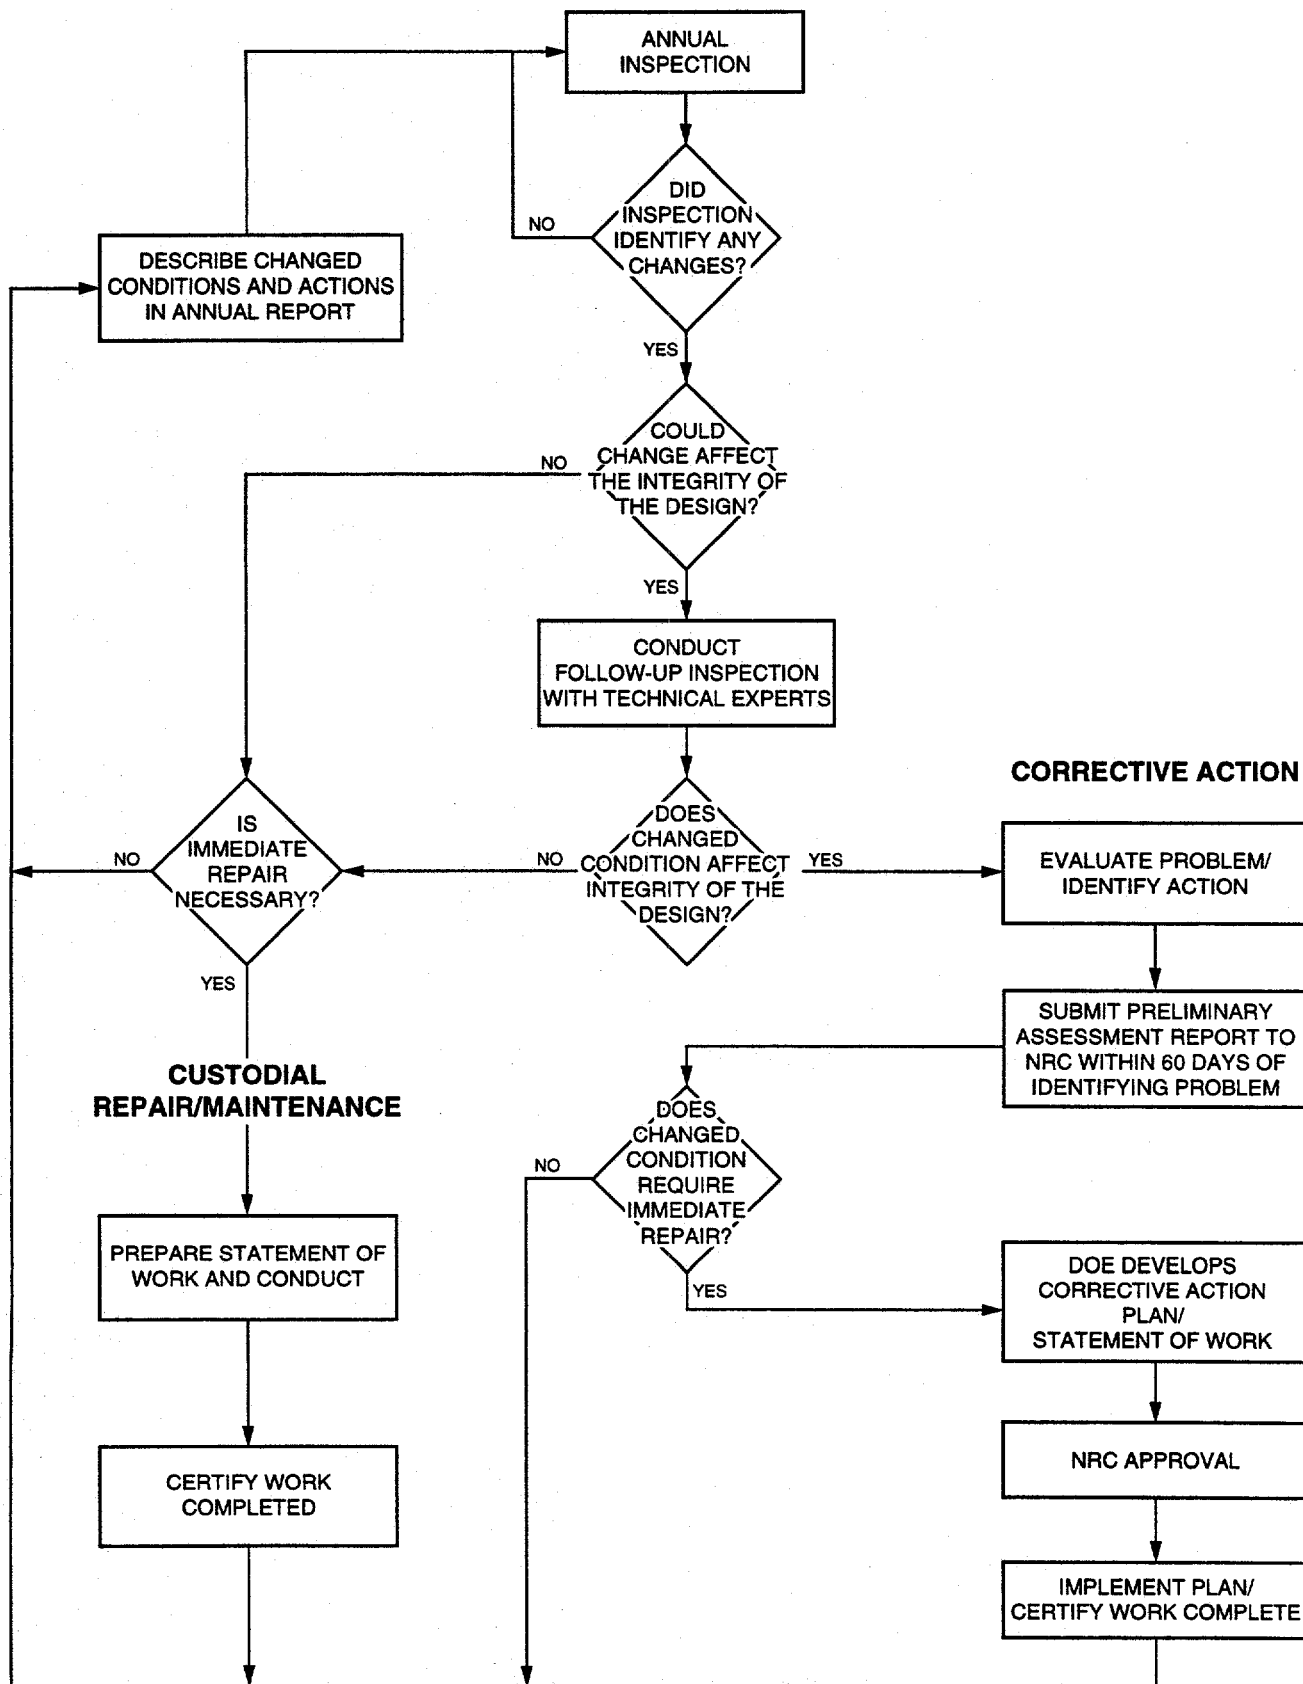 ANNUAL
INSPECTION
DID
INSPECTION
IDENTIFY ANY
CHANGES?
NO
DESCRIBE CHANGED
CONDITIONS AND ACTIONS
IN ANNUAL REPORT
YES
COULD
CHANGE AFFECT
THE INTEGRITY OF
THE DESIGN?
NO
YES
CONDUCT
FOLLOW-UP INSPECTION
WITH TECHNICAL EXPERTS
CORRECTIVE ACTION
IS
IMMEDIATE
REPAIR
NECESSARY?
NO
DOES
CHANGED
CONDITION AFFECT
INTEGRITY OF THE
DESIGN?
NO
YES
EVALUATE PROBLEM/
IDENTIFY ACTION
YES
SUBMIT PRELIMINARY
ASSESSMENT REPORT TO
NRC WITHIN 60 DAYS OF
IDENTIFYING PROBLEM
CUSTODIAL
REPAIR/MAINTENANCE
DOES
CHANGED
CONDITION
REQUIRE
IMMEDIATE
REPAIR?
NO
YES
PREPARE STATEMENT OF
WORK AND CONDUCT
DOE DEVELOPS
CORRECTIVE ACTION
PLAN/
STATEMENT OF WORK
NRC APPROVAL
CERTIFY WORK
COMPLETED
IMPLEMENT PLAN/
CERTIFY WORK COMPLETE